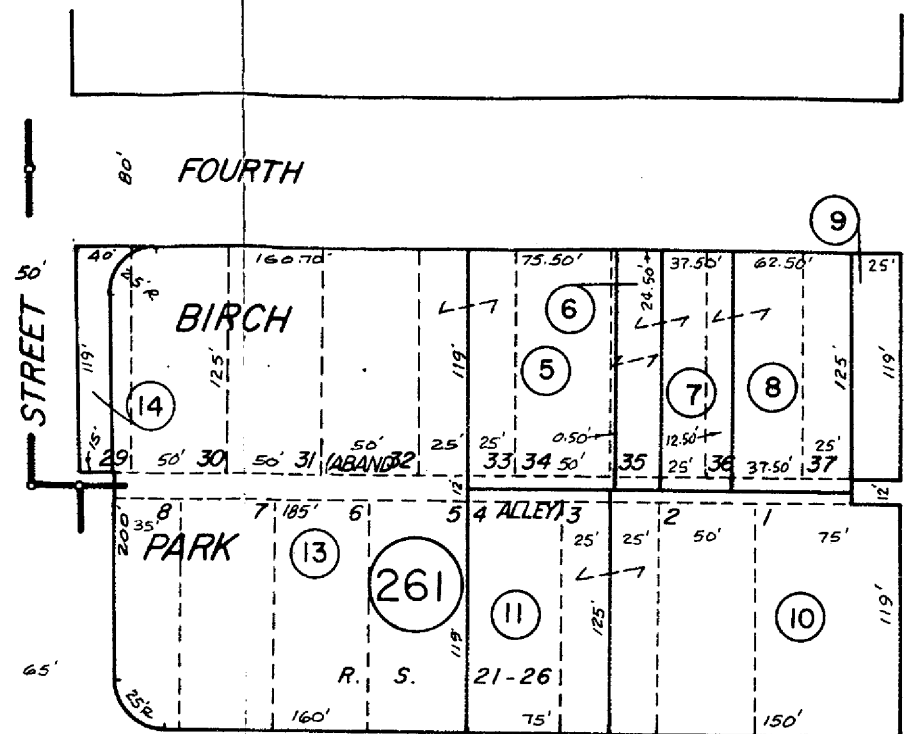 80' FOURTH
9
50'
STREET
40' 160.70' 75.50' 37.50' 62.50' 25'
25'R 24.50'
BIRCH 6
119' 125' 119' 5 7 8 125' 119'
14
15' 0.50' 12.50'
29 50' 30 50' 31 50' 32 25' 25' 33 34 50' 35 25' 36 37.50' 37 25'
(ABAND
12' 12'
8 7 185' 6 5 4 ALLEY) 3 2 1
200' 35' 25' 25' 50' 75'
PARK 13
261
11 125' 10 119'
119'
65' R. S. 21-26
25'R 160' 75' 150'